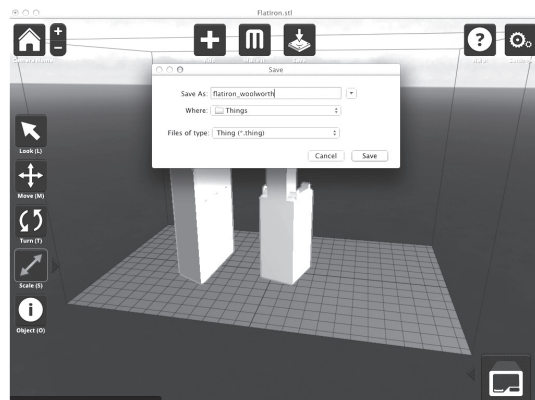 Flatiron.stl
Save
Save As: flatiron_woolworth
Where: Things
Files of type: Thing (*.thing)
Cancel
Save
Look (L)
Move (M)
Turn (T)
Scale (S)
Object (O)